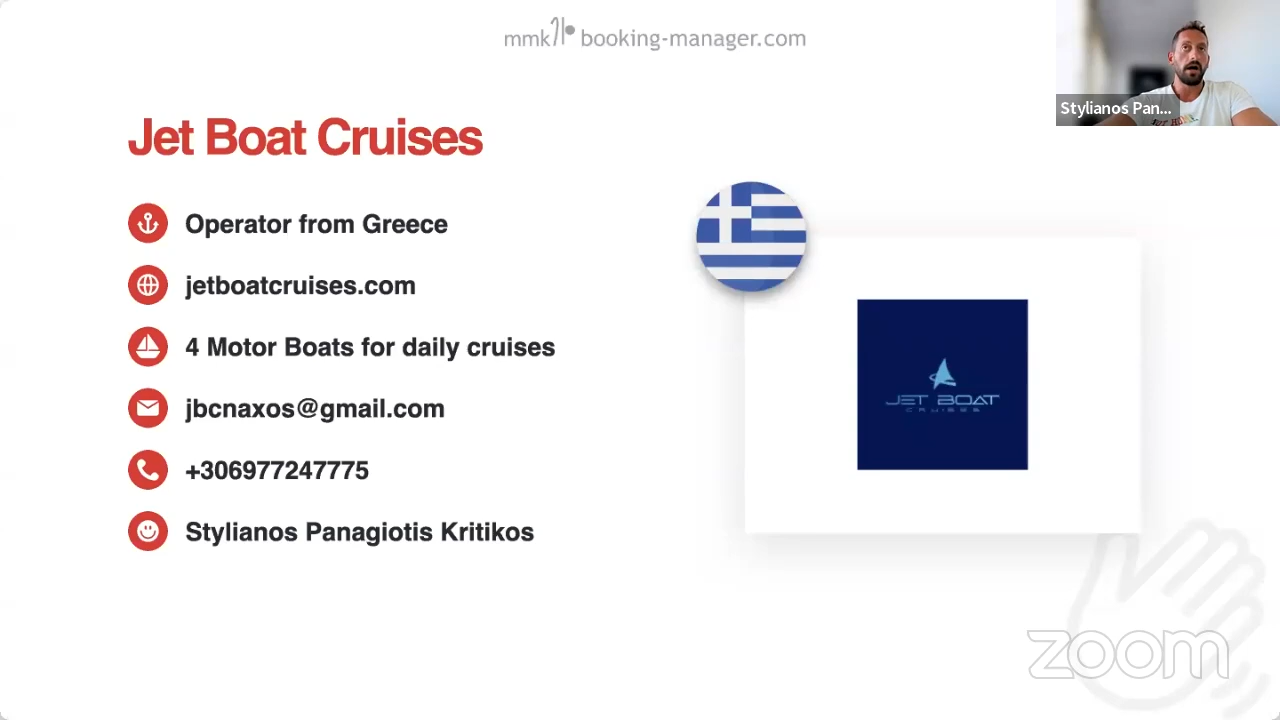 mmk booking-manager.com
Stylianos Pan...
Jet Boat Cruises
Operator from Greece
jetboatcruises.com
4 Motor Boats for daily cruises
jbcnaxos@gmail.com
+306977247775
Stylianos Panagiotis Kritikos
JET BOAT
CRUISES
zoom